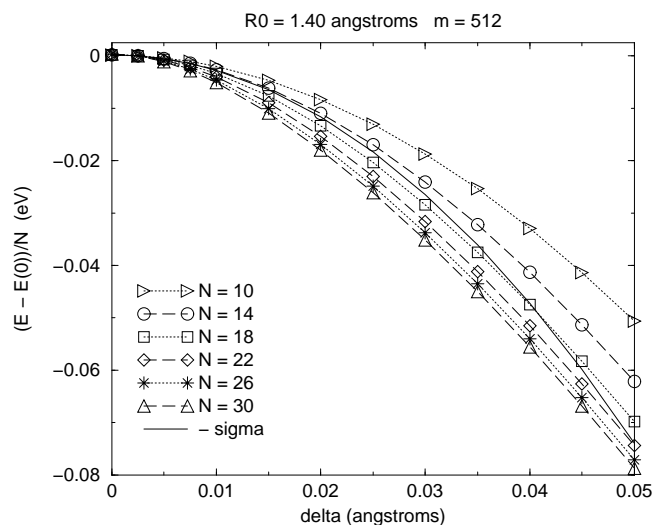 R0 = 1.40 angstroms m = 512
0
−0.02
−0.04
−0.06
−0.08
(E − E(0))/N (eV)
N = 10
N = 14
N = 18
N = 22
N = 26
N = 30
− sigma
0
0.01
0.02
0.03
0.04
0.05
delta (angstroms)